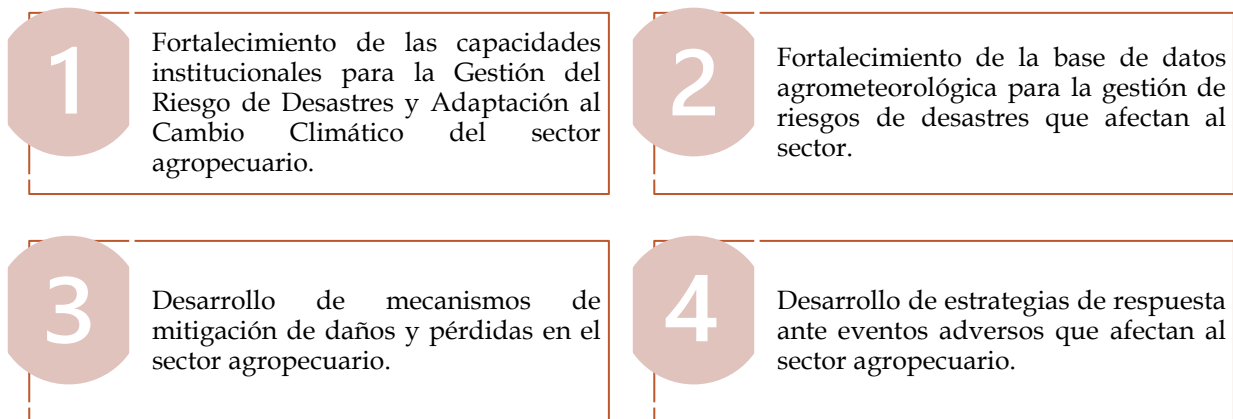 1
Fortalecimiento de las capacidades
institucionales para la Gestión del
Riesgo de Desastres y Adaptación al
Cambio Climático del sector
agropecuario.
2
Fortalecimiento de la base de datos
agrometeorológica para la gestión de
riesgos de desastres que afectan al
sector.
3
Desarrollo de mecanismos de
mitigación de daños y pérdidas en el
sector agropecuario.
4
Desarrollo de estrategias de respuesta
ante eventos adversos que afectan al
sector agropecuario.